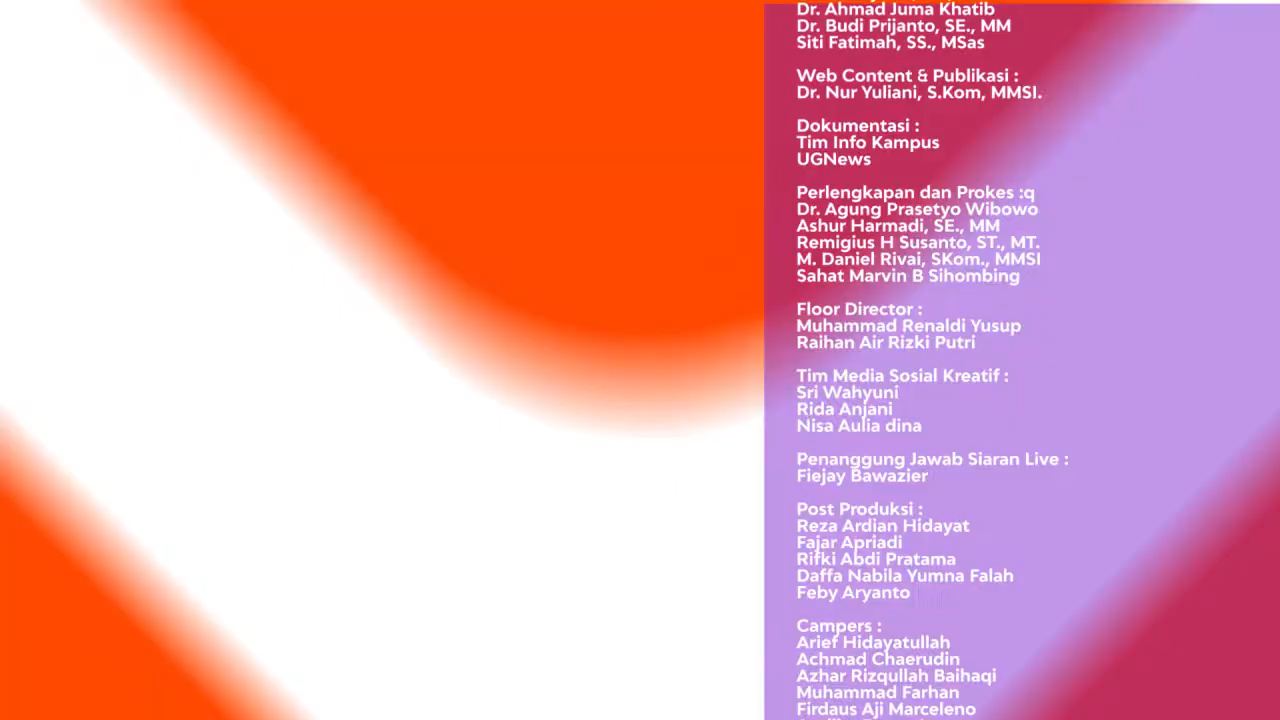 Dr. Ahmad Juma Khatib
Dr. Budi Prijanto, SE., MM
Siti Fatimah, SS., MSas
Web Content & Publikasi :
Dr. Nur Yuliani, S.Kom, MMSI.
Dokumentasi :
Tim Info Kampus
UGNews
Perlengkapan dan Prokes :q
Dr. Agung Prasetyo Wibowo
Ashur Harmadi, SE., MM
Remigius H Susanto, ST., MT.
M. Daniel Rivai, SKom., MMSI
Sahat Marvin B Sihombing
Floor Director :
Muhammad Renaldi Yusup
Raihan Air Rizki Putri
Tim Media Sosial Kreatif :
Sri Wahyuni
Rida Anjani
Nisa Aulia dina
Penanggung Jawab Siaran Live :
Fiejay Bawazier
Post Produksi :
Reza Ardian Hidayat
Fajar Apriadi
Rifki Abdi Pratama
Daffa Nabila Yumna Falah
Feby Aryanto
Campers :
Arief Hidayatullah
Achmad Chaerudin
Azhar Rizqullah Baihaqi
Muhammad Farhan
Firdaus Aji Marceleno